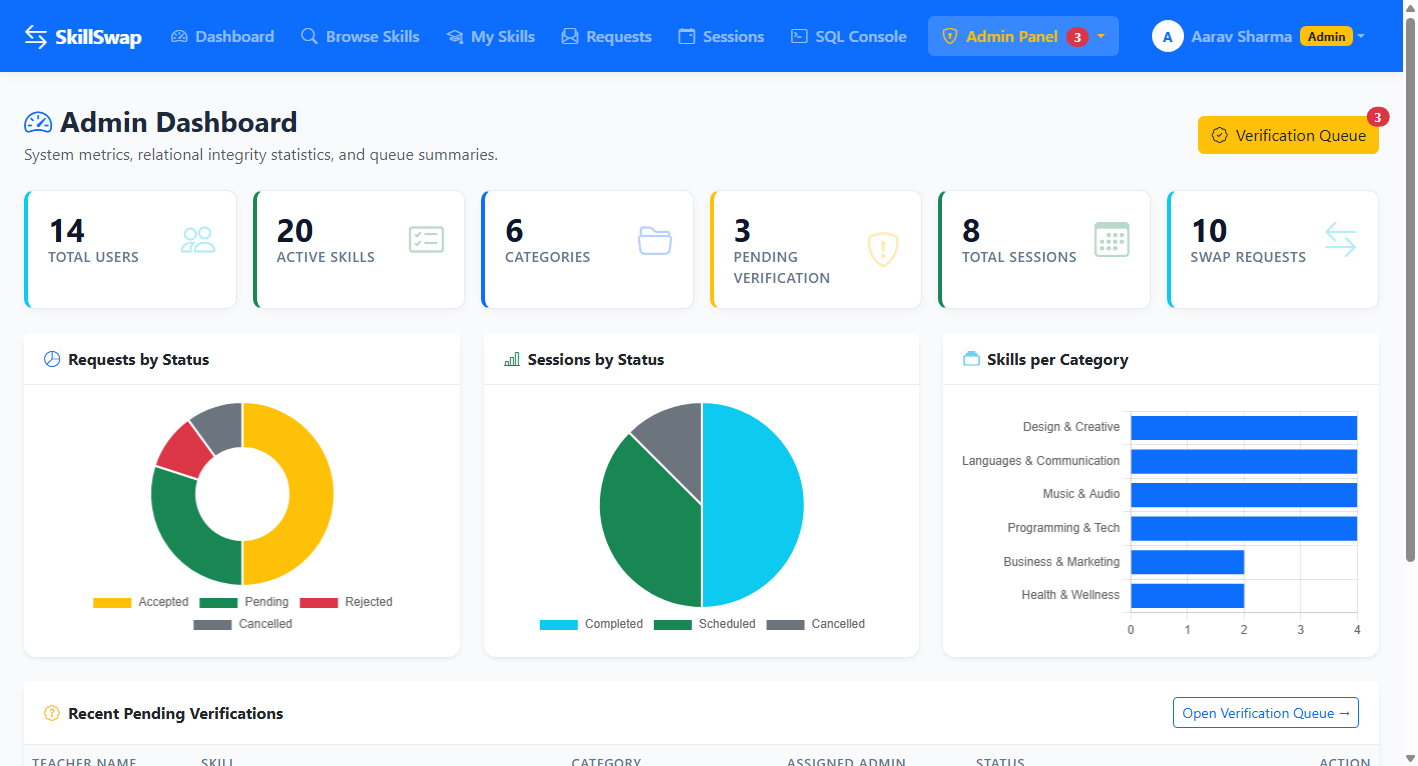 SkillSwap Dashboard Browse Skills My Skills Requests Sessions SQL Console Admin Panel 3 A Aarav Sharma Admin
Admin Dashboard
System metrics, relational integrity statistics, and queue summaries.
Verification Queue 3
14
TOTAL USERS
20
ACTIVE SKILLS
6
CATEGORIES
3
PENDING
VERIFICATION
8
TOTAL SESSIONS
10
SWAP REQUESTS
Requests by Status
Accepted Pending Rejected
Cancelled
Sessions by Status
Completed Scheduled Cancelled
Skills per Category
Design & Creative
Languages & Communication
Music & Audio
Programming & Tech
Business & Marketing
Health & Wellness
0 1 2 3 4
Recent Pending Verifications
Open Verification Queue →
TEACHER NAME SKILL CATEGORY ASSIGNED ADMIN STATUS ACTION